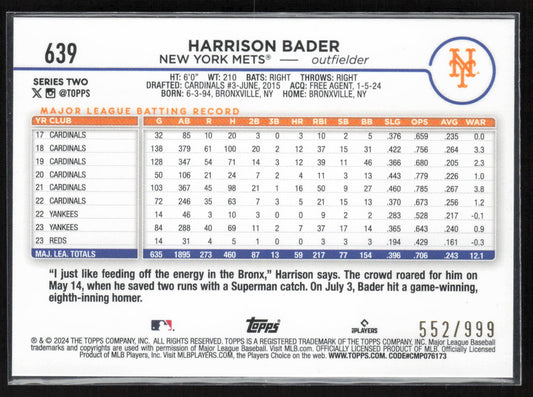 639
HARRISON BADER
NEW YORK METS® — outfielder
NY
SERIES TWO
@TOPPS
HT: 6'0" WT: 210 BATS: RIGHT THROWS: RIGHT
DRAFTED: CARDINALS #3-JUNE, 2015 ACQ: FREE AGENT, 1-5-24
BORN: 6-3-94, BRONXVILLE, NY HOME: BRONXVILLE, NY
MAJOR LEAGUE BATTING RECORD
YR CLUB G AB R H 2B 3B HR RBI SB BB SLG OPS AVG WAR
17 CARDINALS 32 85 10 20 3 0 3 10 5 5 .376 .659 .235 0.0
18 CARDINALS 138 379 61 100 20 2 12 37 15 31 .422 .756 .264 3.3
19 CARDINALS 128 347 54 71 14 3 12 39 11 46 .366 .680 .205 2.3
20 CARDINALS 50 106 21 24 7 2 4 11 3 13 .443 .779 .226 1.0
21 CARDINALS 103 367 45 98 21 1 16 50 9 27 .460 .785 .267 3.8
22 CARDINALS 72 246 35 63 7 3 5 21 15 13 .370 .673 .256 1.2
22 YANKEES 14 46 3 10 3 0 0 9 2 2 .283 .528 .217 -0.1
23 YANKEES 84 288 40 69 11 2 7 37 17 14 .368 .646 .240 0.9
23 REDS 14 31 4 5 1 0 0 3 3 3 .194 .429 .161 -0.3
MAJ. LEA. TOTALS 635 1895 273 460 87 13 59 217 77 154 .396 .706 .243 12.1
"I just like feeding off the energy in the Bronx," Harrison says. The crowd roared for him on
May 14, when he saved two runs with a Superman catch. On July 3, Bader hit a game-winning,
eighth-inning homer.
Topps
PLAYERS
552/999
® & © 2024 THE TOPPS COMPANY, INC. ALL RIGHTS RESERVED. TOPPS IS A REGISTERED TRADEMARK OF THE TOPPS COMPANY, INC. Major League Baseball
trademarks and copyrights are used with permission of Major League Baseball. Visit MLB.com. OFFICIALLY LICENSED PRODUCT OF MLB. Officially Licensed
Product of MLB Players, Inc. Visit MLBPLAYERS.com, the Players Choice on the web. WWW.TOPPS.COM. CODE#CMP076173